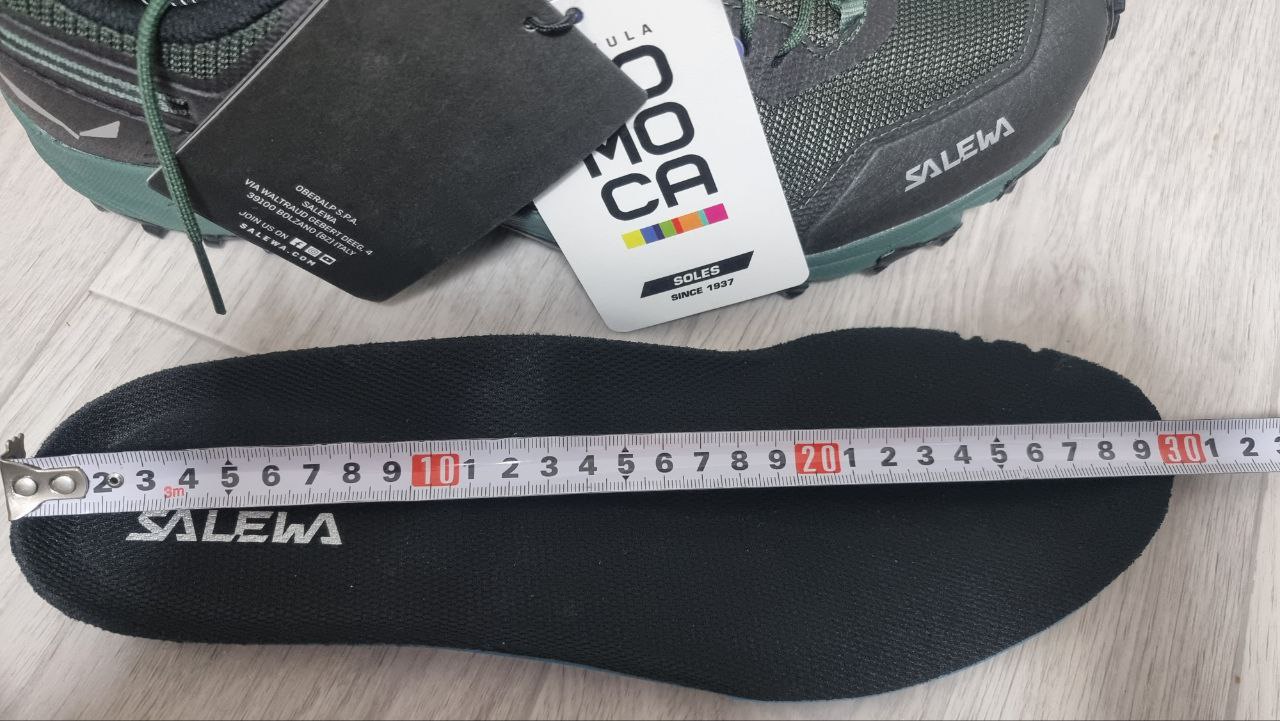 ULA
OBERALP S.P.A.
SALEWA
VIA WALTRAUD GEBERT DEEG, 4
39100 BOLZANO (BZ) ITALY
JOIN US ON
SALEWA.COM
MO
CA
SOLES
SINCE 1937
SALEWA
2 3 4 5 6 7 8 9 10 1 2 3 4 5 6 7 8 9 20 1 2 3 4 5 6 7 8 9 30 1 2 3
3m
SALEWA